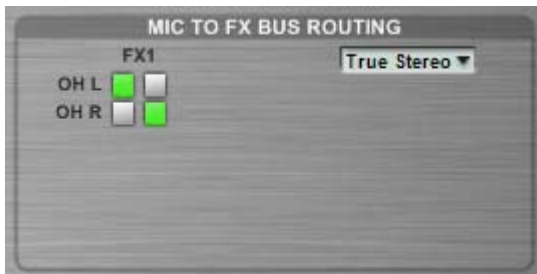 MIC TO FX BUS ROUTING
FX1 True Stereo
OH L
OH R